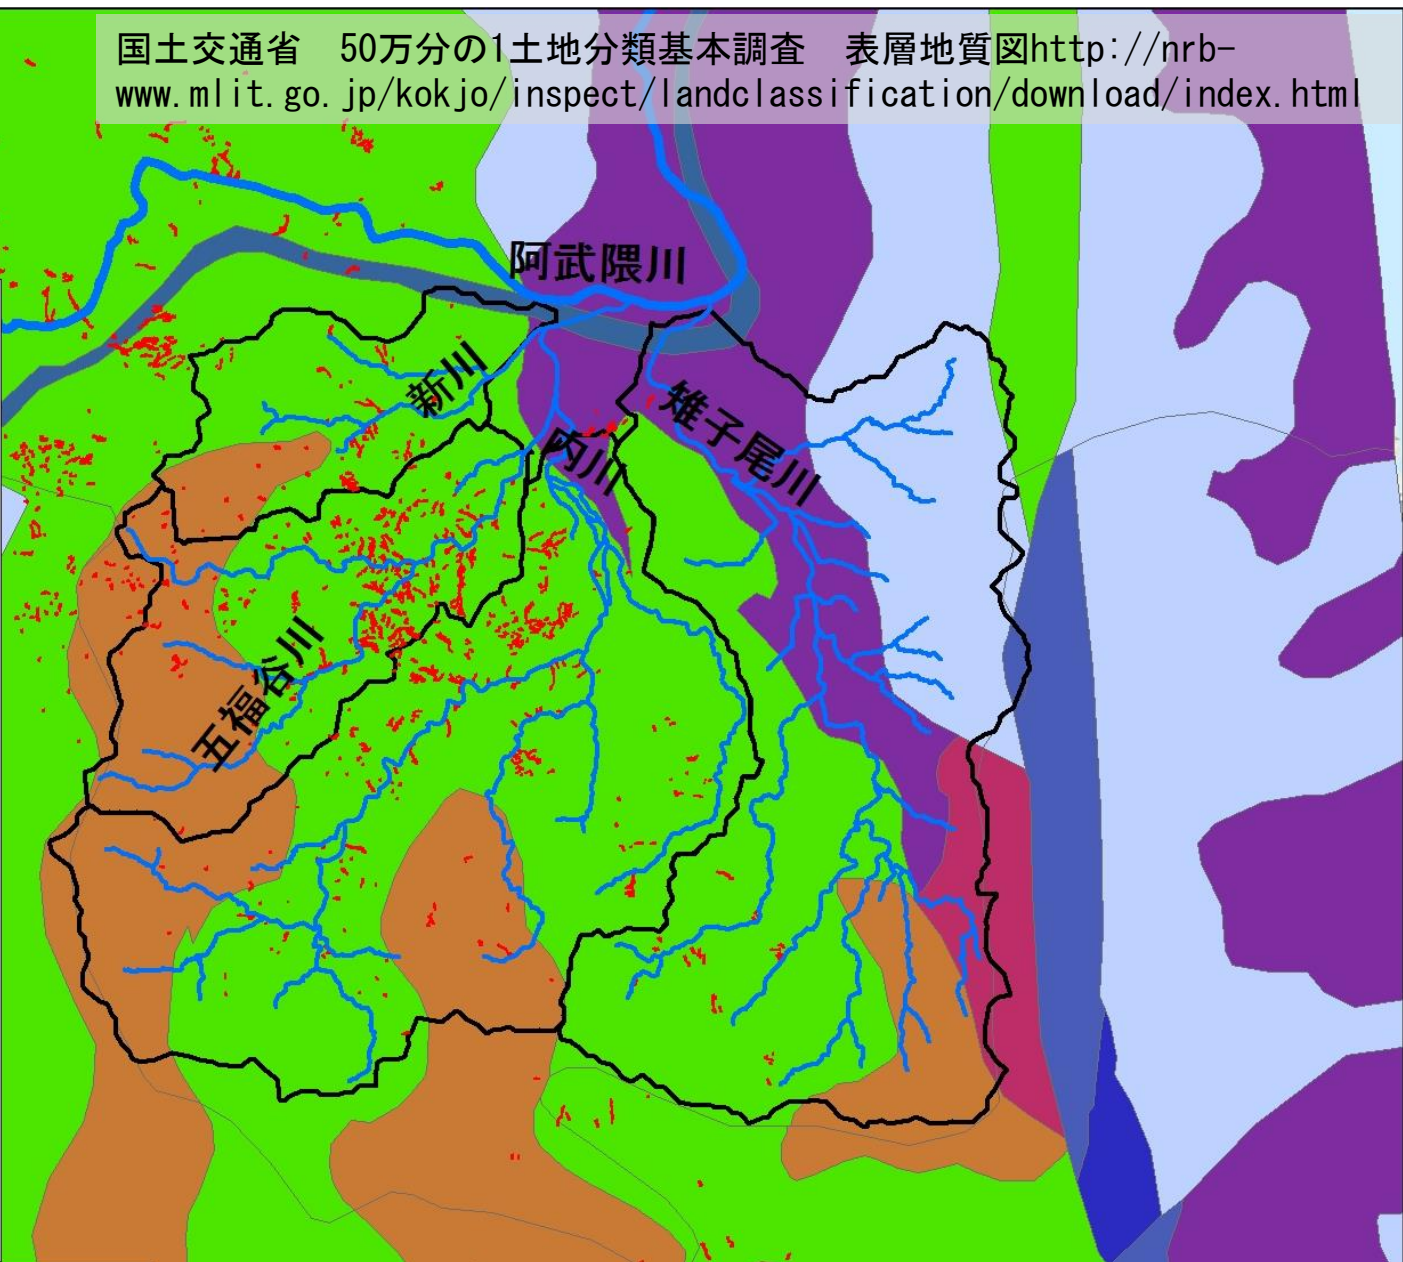 国土交通省　50万分の1土地分類基本調査　表層地質図http://nrb-
www.mlit.go.jp/kokjo/inspect/landclassification/download/index.html
阿武隈川
新川
雉子尾川
内川
五福谷川